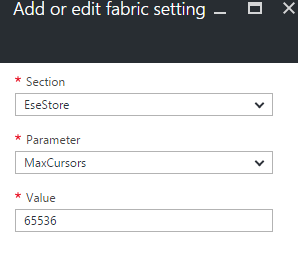 Add or edit fabric setting
* Section
EseStore
* Parameter
MaxCursors
* Value
65536